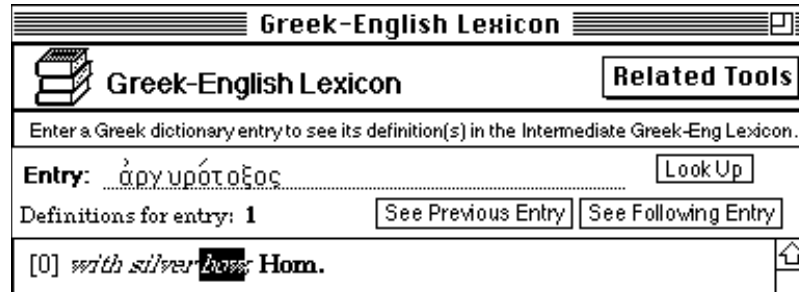 Greek-English Lexicon
Greek-English Lexicon Related Tools
Enter a Greek dictionary entry to see its definition(s) in the Intermediate Greek-Eng Lexicon.
Entry: ἀργυρότοξος Look Up
Definitions for entry: 1 See Previous Entry See Following Entry
[0] with silver bow, Hom.